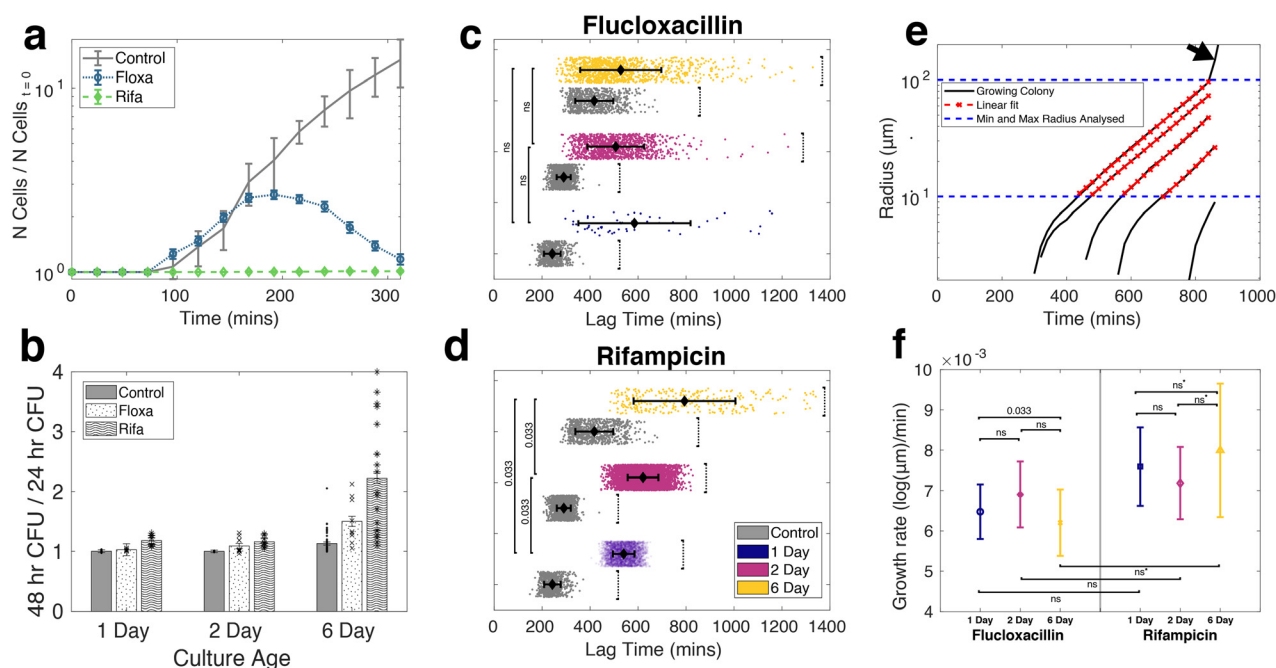 a
N Cells / N Cells t = 0
10^1
10^0
Control
Floxa
Rifa
0
100
200
300
Time (mins)
b
48 hr CFU / 24 hr CFU
4
3
2
1
0
Control
Floxa
Rifa
1 Day
2 Day
6 Day
Culture Age
c
Flucloxacillin
ns
ns
ns
0 200 400 600 800 1000 1200 1400
Lag Time (mins)
d
Rifampicin
0.033
0.033
0.033
Control
1 Day
2 Day
6 Day
0 200 400 600 800 1000 1200 1400
Lag Time (mins)
e
Radius (μm)
10^2
10^1
Growing Colony
Linear fit
Min and Max Radius Analysed
0 200 400 600 800 1000
Time (mins)
f
×10^-3
Growth rate (log(μm)/min)
10
9
8
7
6
5
4
0.033
ns
ns
ns*
ns
ns*
ns*
ns
ns
1 Day 2 Day 6 Day
1 Day 2 Day 6 Day
Flucloxacillin
Rifampicin